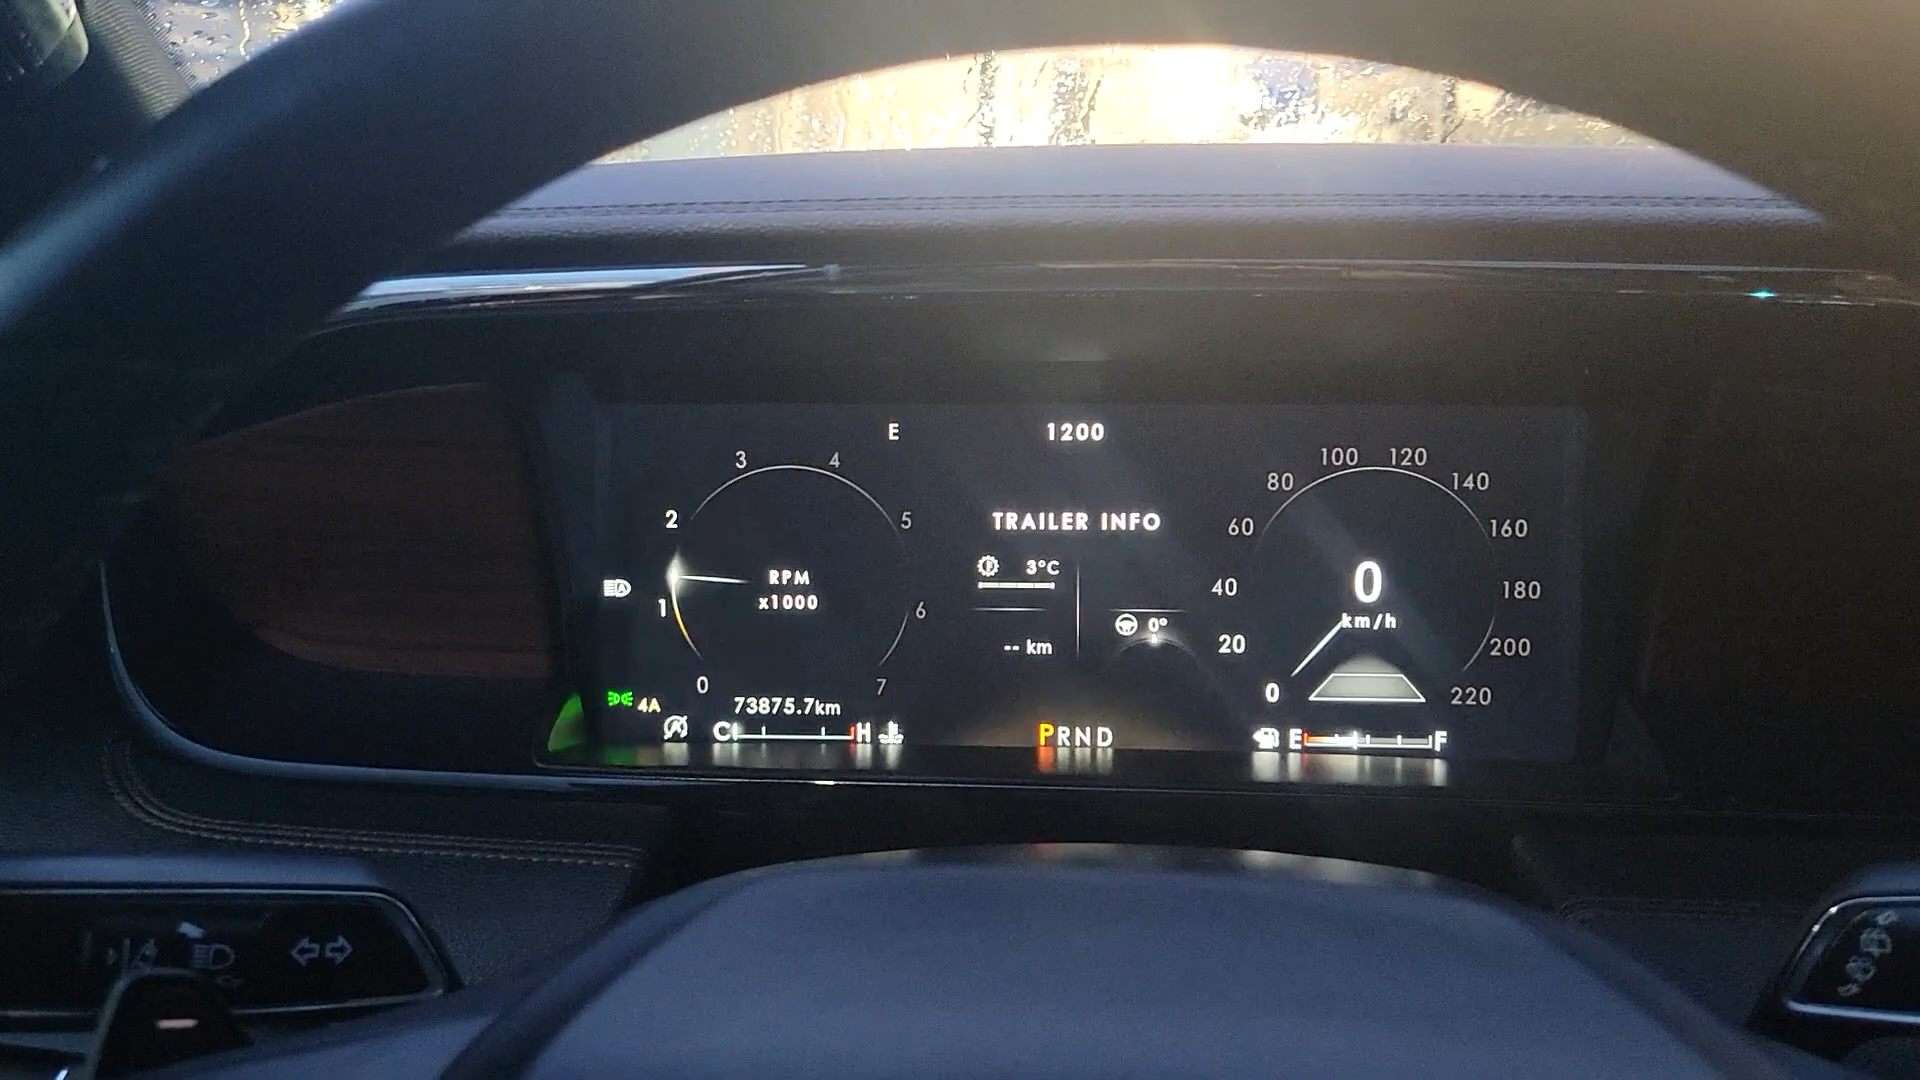 E 1200
3 4
2 5
RPM
x1000
1 6
0 7
4A
73875.7km
C H
TRAILER INFO
3°C
-- km
0°
PRND
100 120
80 140
60 160
40 180
20 200
0 220
0
km/h
E F